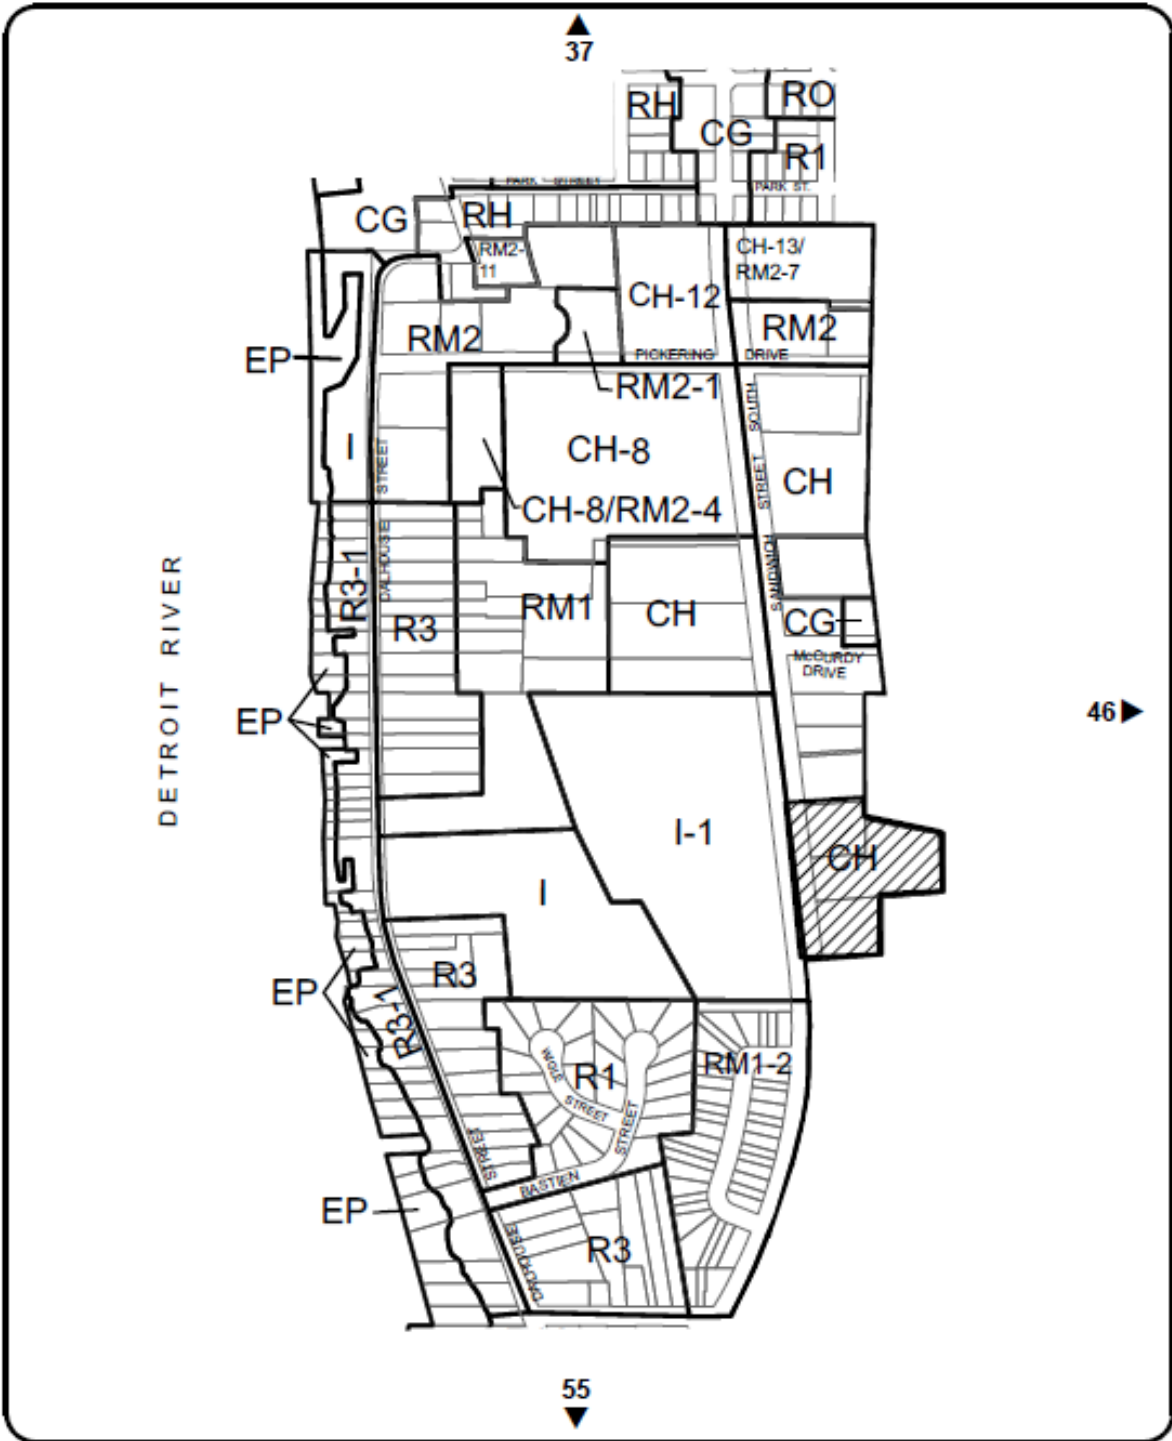 37
RH
RO
CG
R1
PARK STREET
PARK ST.
CG
RH
RM2-
11
CH-13/
RM2-7
CH-12
RM2
RM2
PICKERING DRIVE
EP
RM2-1
I
STREET
CH-8
SOUTH
CH
STREET
CH-8/RM2-4
SANDWICH
DALHOUSIE
R3-1
R3
RM1
CH
CG
McCURDY
DRIVE
DETROIT RIVER
EP
46
I-1
CH
I
R3
EP
R3-1
R1
RM1-2
STREET
STREET
STREET
BASTIEN
EP
R3
DALHOUSIE
55